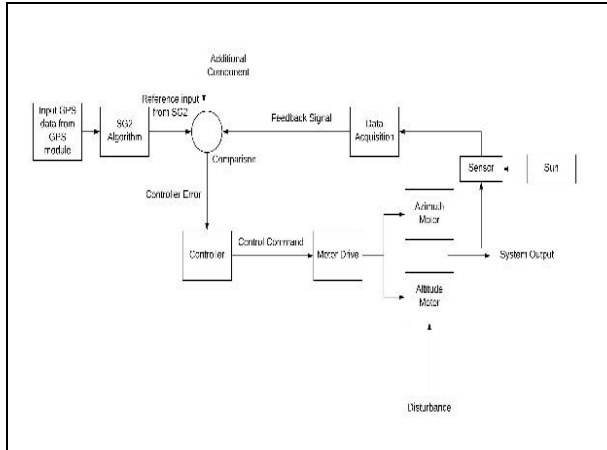 Additional
Component
Reference input
from SG2
Input GPS
data from
GPS
module
SG2
Algorithm
Feedback Signal
Data
Acquisition
Comparison
Sensor
Sun
Controller Error
Azimuth
Motor
Controller
Control Command
Motor Drive
System Output
Altitude
Motor
Disturbance